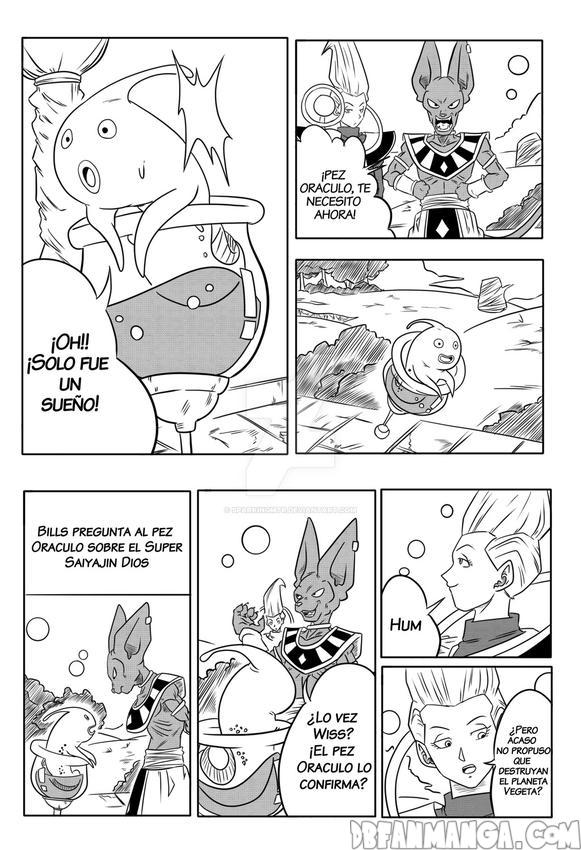 ¡Oh!!
¡Solo fue
un
sueño!
¡Pez
oraculo, te
necesito
ahora!
Bills pregunta al pez
Oraculo sobre el Super
Saiyajin Dios
¿Lo vez
Wiss?
¡El pez
Oraculo lo
confirma?
Hum
¿Pero
acaso
no propuso
que
destruyan
el planeta
Vegeta?
DBFANMANGA.COM